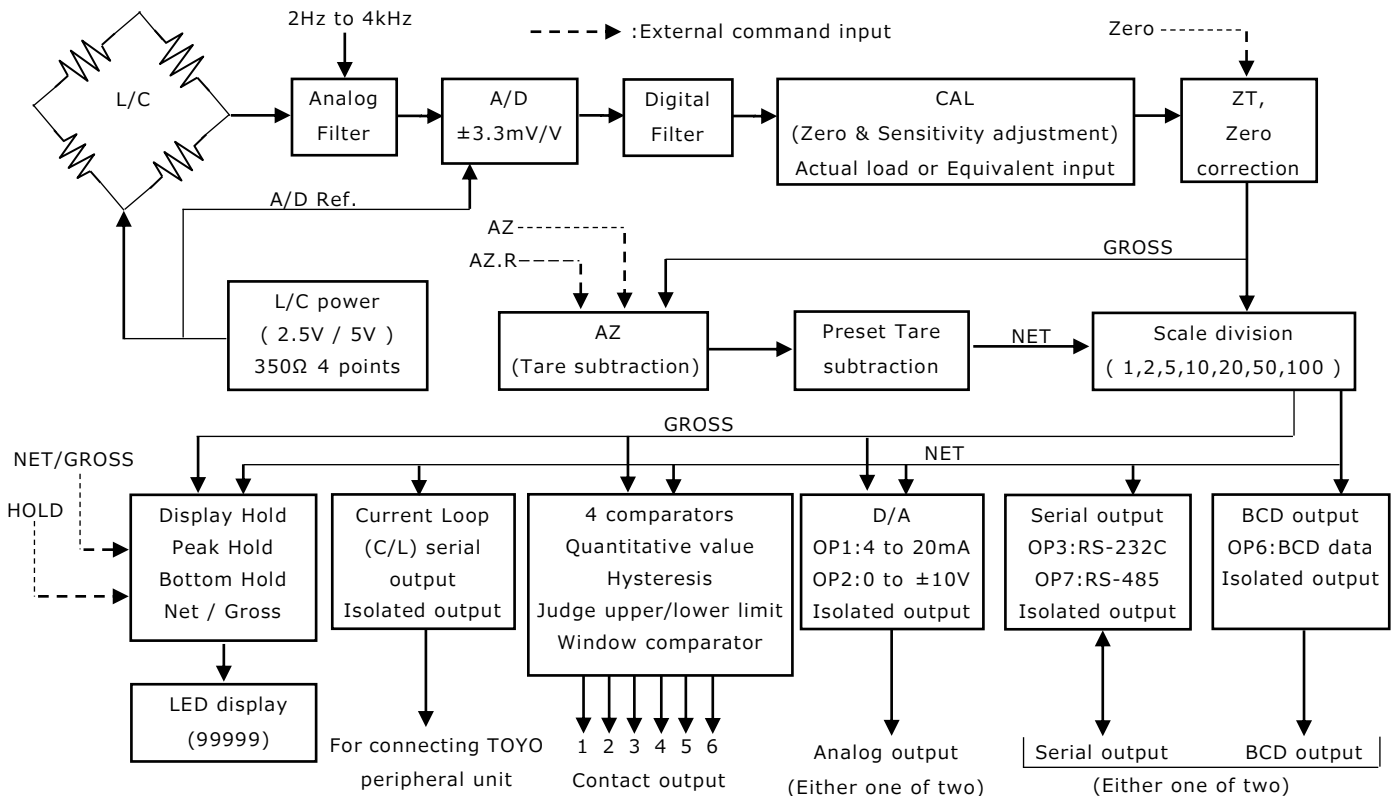 2Hz to 4kHz
:External command input
Zero
L/C
Analog
Filter
A/D
±3.3mV/V
Digital
Filter
CAL
(Zero & Sensitivity adjustment)
Actual load or Equivalent input
ZT,
Zero
correction
A/D Ref.
AZ
AZ.R
GROSS
L/C power
( 2.5V / 5V )
350Ω 4 points
AZ
(Tare subtraction)
Preset Tare
subtraction
NET
Scale division
( 1,2,5,10,20,50,100 )
GROSS
NET
NET/GROSS
HOLD
Display Hold
Peak Hold
Bottom Hold
Net / Gross
Current Loop
(C/L) serial
output
Isolated output
4 comparators
Quantitative value
Hysteresis
Judge upper/lower limit
Window comparator
D/A
OP1:4 to 20mA
OP2:0 to ±10V
Isolated output
Serial output
OP3:RS-232C
OP7:RS-485
Isolated output
BCD output
OP6:BCD data
Isolated output
LED display
(99999)
For connecting TOYO
peripheral unit
1 2 3 4 5 6
Contact output
Analog output
(Either one of two)
Serial output
BCD output
(Either one of two)